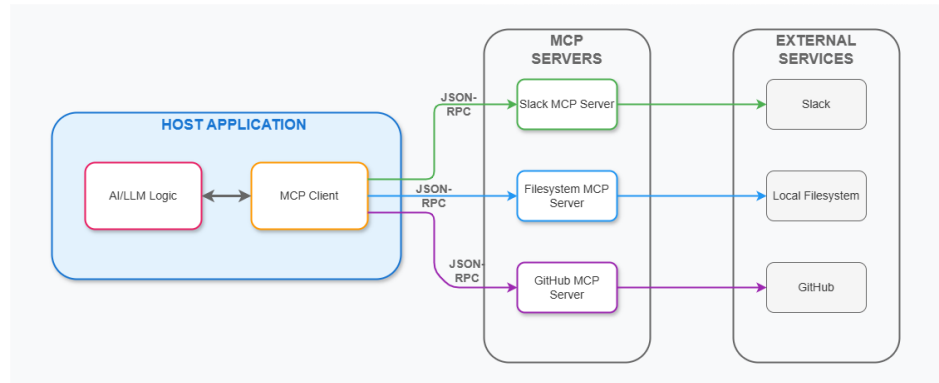 MCP
SERVERS
EXTERNAL
SERVICES
HOST APPLICATION
AI/LLM Logic
MCP Client
JSON-
RPC
JSON-
RPC
JSON-
RPC
Slack MCP Server
Filesystem MCP
Server
GitHub MCP
Server
Slack
Local Filesystem
GitHub